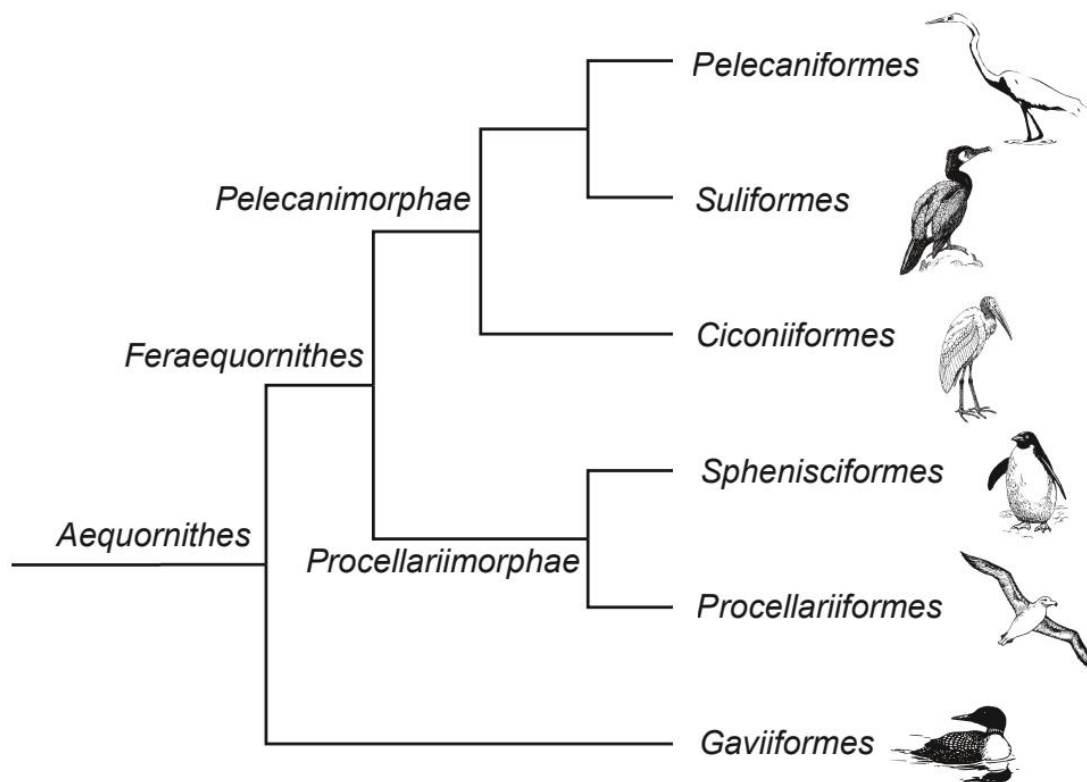 Pelecaniformes
Pelecanimorphae
Suliformes
Ciconiiformes
Feraequornithes
Sphenisciformes
Aequornithes
Procellariimorphae
Procellariiformes
Gaviiformes